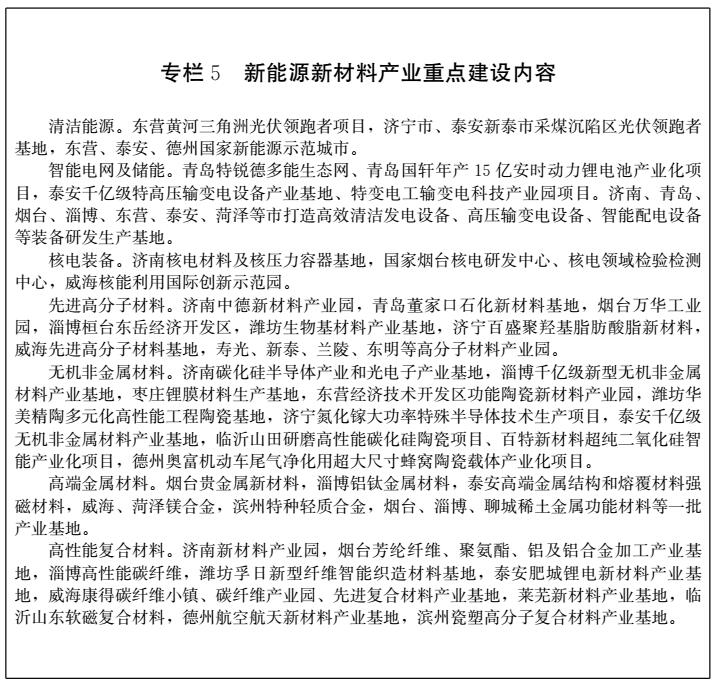 专栏 5　新能源新材料产业重点建设内容
清洁能源。东营黄河三角洲光伏领跑者项目，济宁市、泰安新泰市采煤沉陷区光伏领跑者
基地，东营、泰安、德州国家新能源示范城市。
智能电网及储能。青岛特锐德多能生态网、青岛国轩年产 15 亿安时动力锂电池产业化项
目，泰安千亿级特高压输变电设备产业基地、特变电工输变电科技产业园项目。济南、青岛、
烟台、淄博、东营、泰安、菏泽等市打造高效清洁发电设备、高压输变电设备、智能配电设备
等装备研发生产基地。
核电装备。济南核电材料及核压力容器基地，国家烟台核电研发中心、核电领域检验检测
中心，威海核能利用国际创新示范园。
先进高分子材料。济南中德新材料产业园，青岛董家口石化新材料基地，烟台万华工业
园，淄博桓台东岳经济开发区，潍坊生物基材料产业基地，济宁百盛聚羟基脂肪酸脂新材料，
威海先进高分子材料基地，寿光、新泰、兰陵、东明等高分子材料产业园。
无机非金属材料。济南碳化硅半导体产业和光电子产业基地，淄博千亿级新型无机非金属
材料产业基地，枣庄锂膜材料生产基地，东营经济技术开发区功能陶瓷新材料产业园，潍坊华
美精陶多元化高性能工程陶瓷基地，济宁氮化镓大功率特殊半导体技术生产项目，泰安千亿级
无机非金属材料产业基地，临沂山田研磨高性能碳化硅陶瓷项目、百特新材料超纯二氧化硅智
能产业化项目，德州奥富机动车尾气净化用超大尺寸蜂窝陶瓷载体产业化项目。
高端金属材料。烟台贵金属新材料，淄博铝钛金属材料，泰安高端金属结构和熔覆材料强
磁材料，威海、菏泽镁合金，滨州特种轻质合金，烟台、淄博、聊城稀土金属功能材料等一批
产业基地。
高性能复合材料。济南新材料产业园，烟台芳纶纤维、聚氨酯、铝及铝合金加工产业基
地，淄博高性能碳纤维，潍坊孚日新型纤维智能织造材料基地，泰安肥城锂电新材料产业基
地，威海康得碳纤维小镇、碳纤维产业园、先进复合材料产业基地，莱芜新材料产业基地，临
沂山东软磁复合材料，德州航空航天新材料产业基地，滨州瓷塑高分子复合材料产业基地。